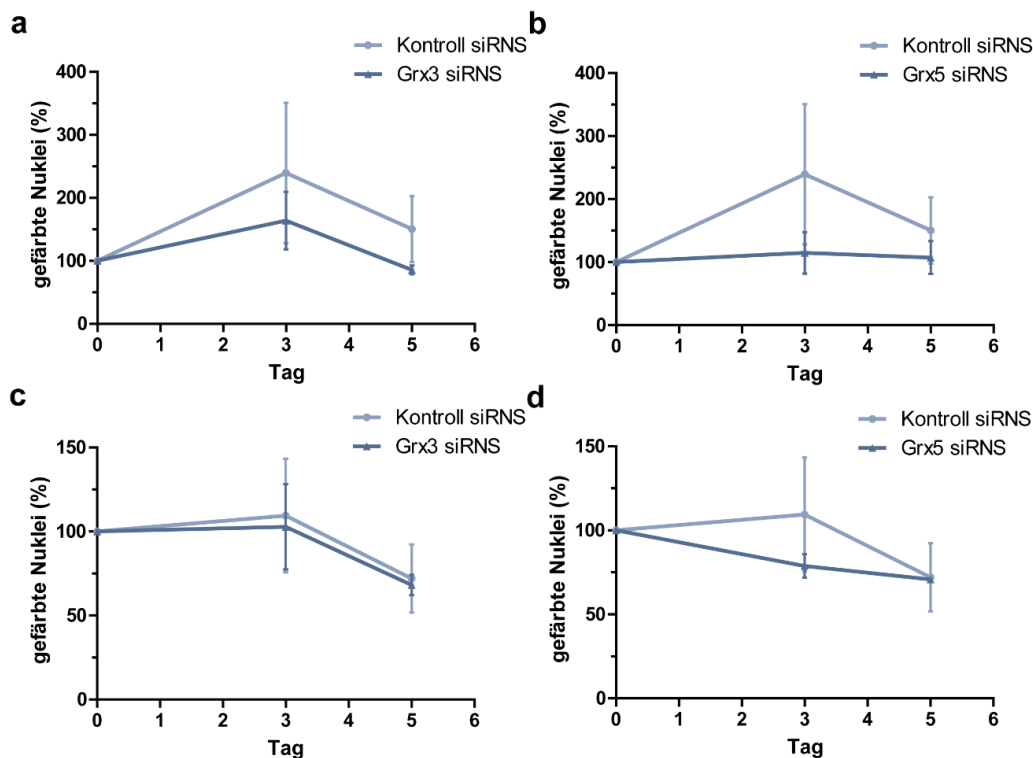 a
Kontroll siRNS
Grx3 siRNS
gefärbte Nuklei (%)
400
300
200
100
0
0 1 2 3 4 5 6
Tag
b
Kontroll siRNS
Grx5 siRNS
gefärbte Nuklei (%)
400
300
200
100
0
0 1 2 3 4 5 6
Tag
c
Kontroll siRNS
Grx3 siRNS
gefärbte Nuklei (%)
150
100
50
0
0 1 2 3 4 5 6
Tag
d
Kontroll siRNS
Grx5 siRNS
gefärbte Nuklei (%)
150
100
50
0
0 1 2 3 4 5 6
Tag